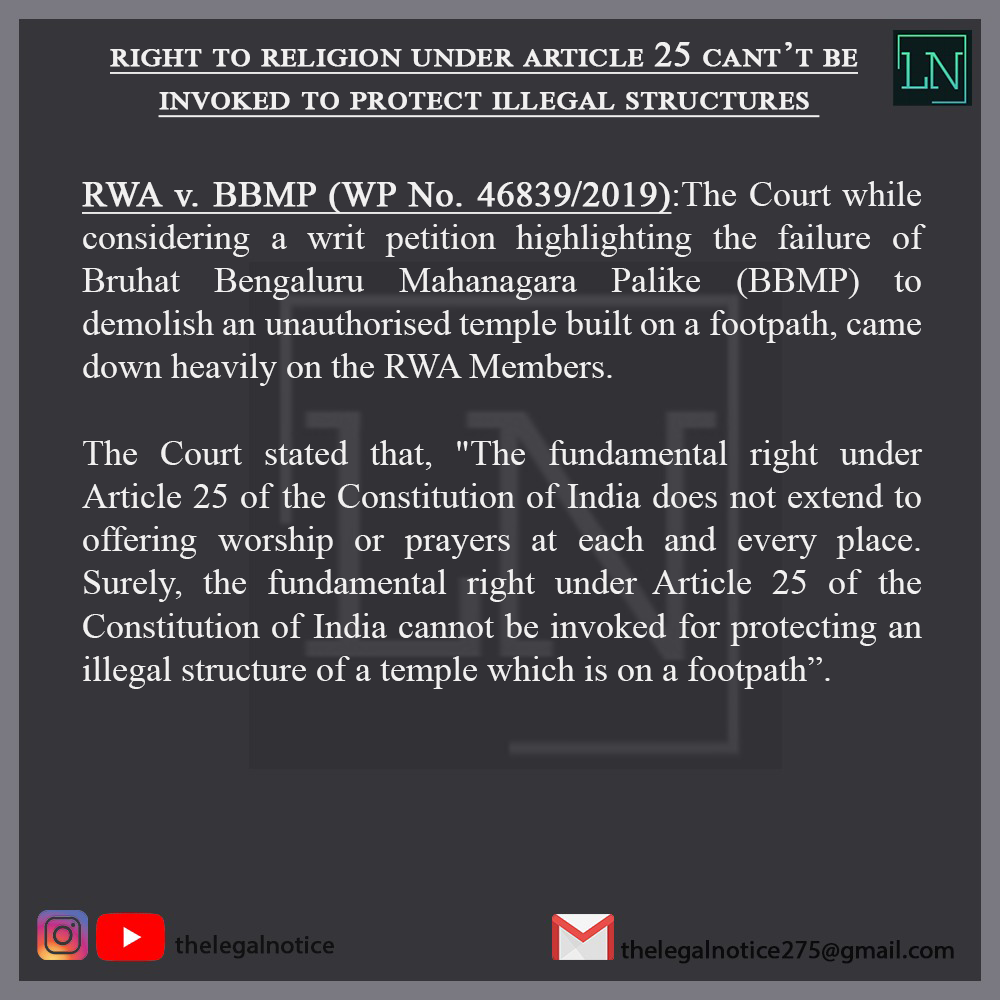 RIGHT TO RELIGION UNDER ARTICLE 25 CANT'T BE
INVOKED TO PROTECT ILLEGAL STRUCTURES
LN
RWA v. BBMP (WP No. 46839/2019):The Court while
considering a writ petition highlighting the failure of
Bruhat Bengaluru Mahanagara Palike (BBMP) to
demolish an unauthorised temple built on a footpath, came
down heavily on the RWA Members.
The Court stated that, "The fundamental right under
Article 25 of the Constitution of India does not extend to
offering worship or prayers at each and every place.
Surely, the fundamental right under Article 25 of the
Constitution of India cannot be invoked for protecting an
illegal structure of a temple which is on a footpath”.
LN
thelegalnotice
thelegalnotice275@gmail.com